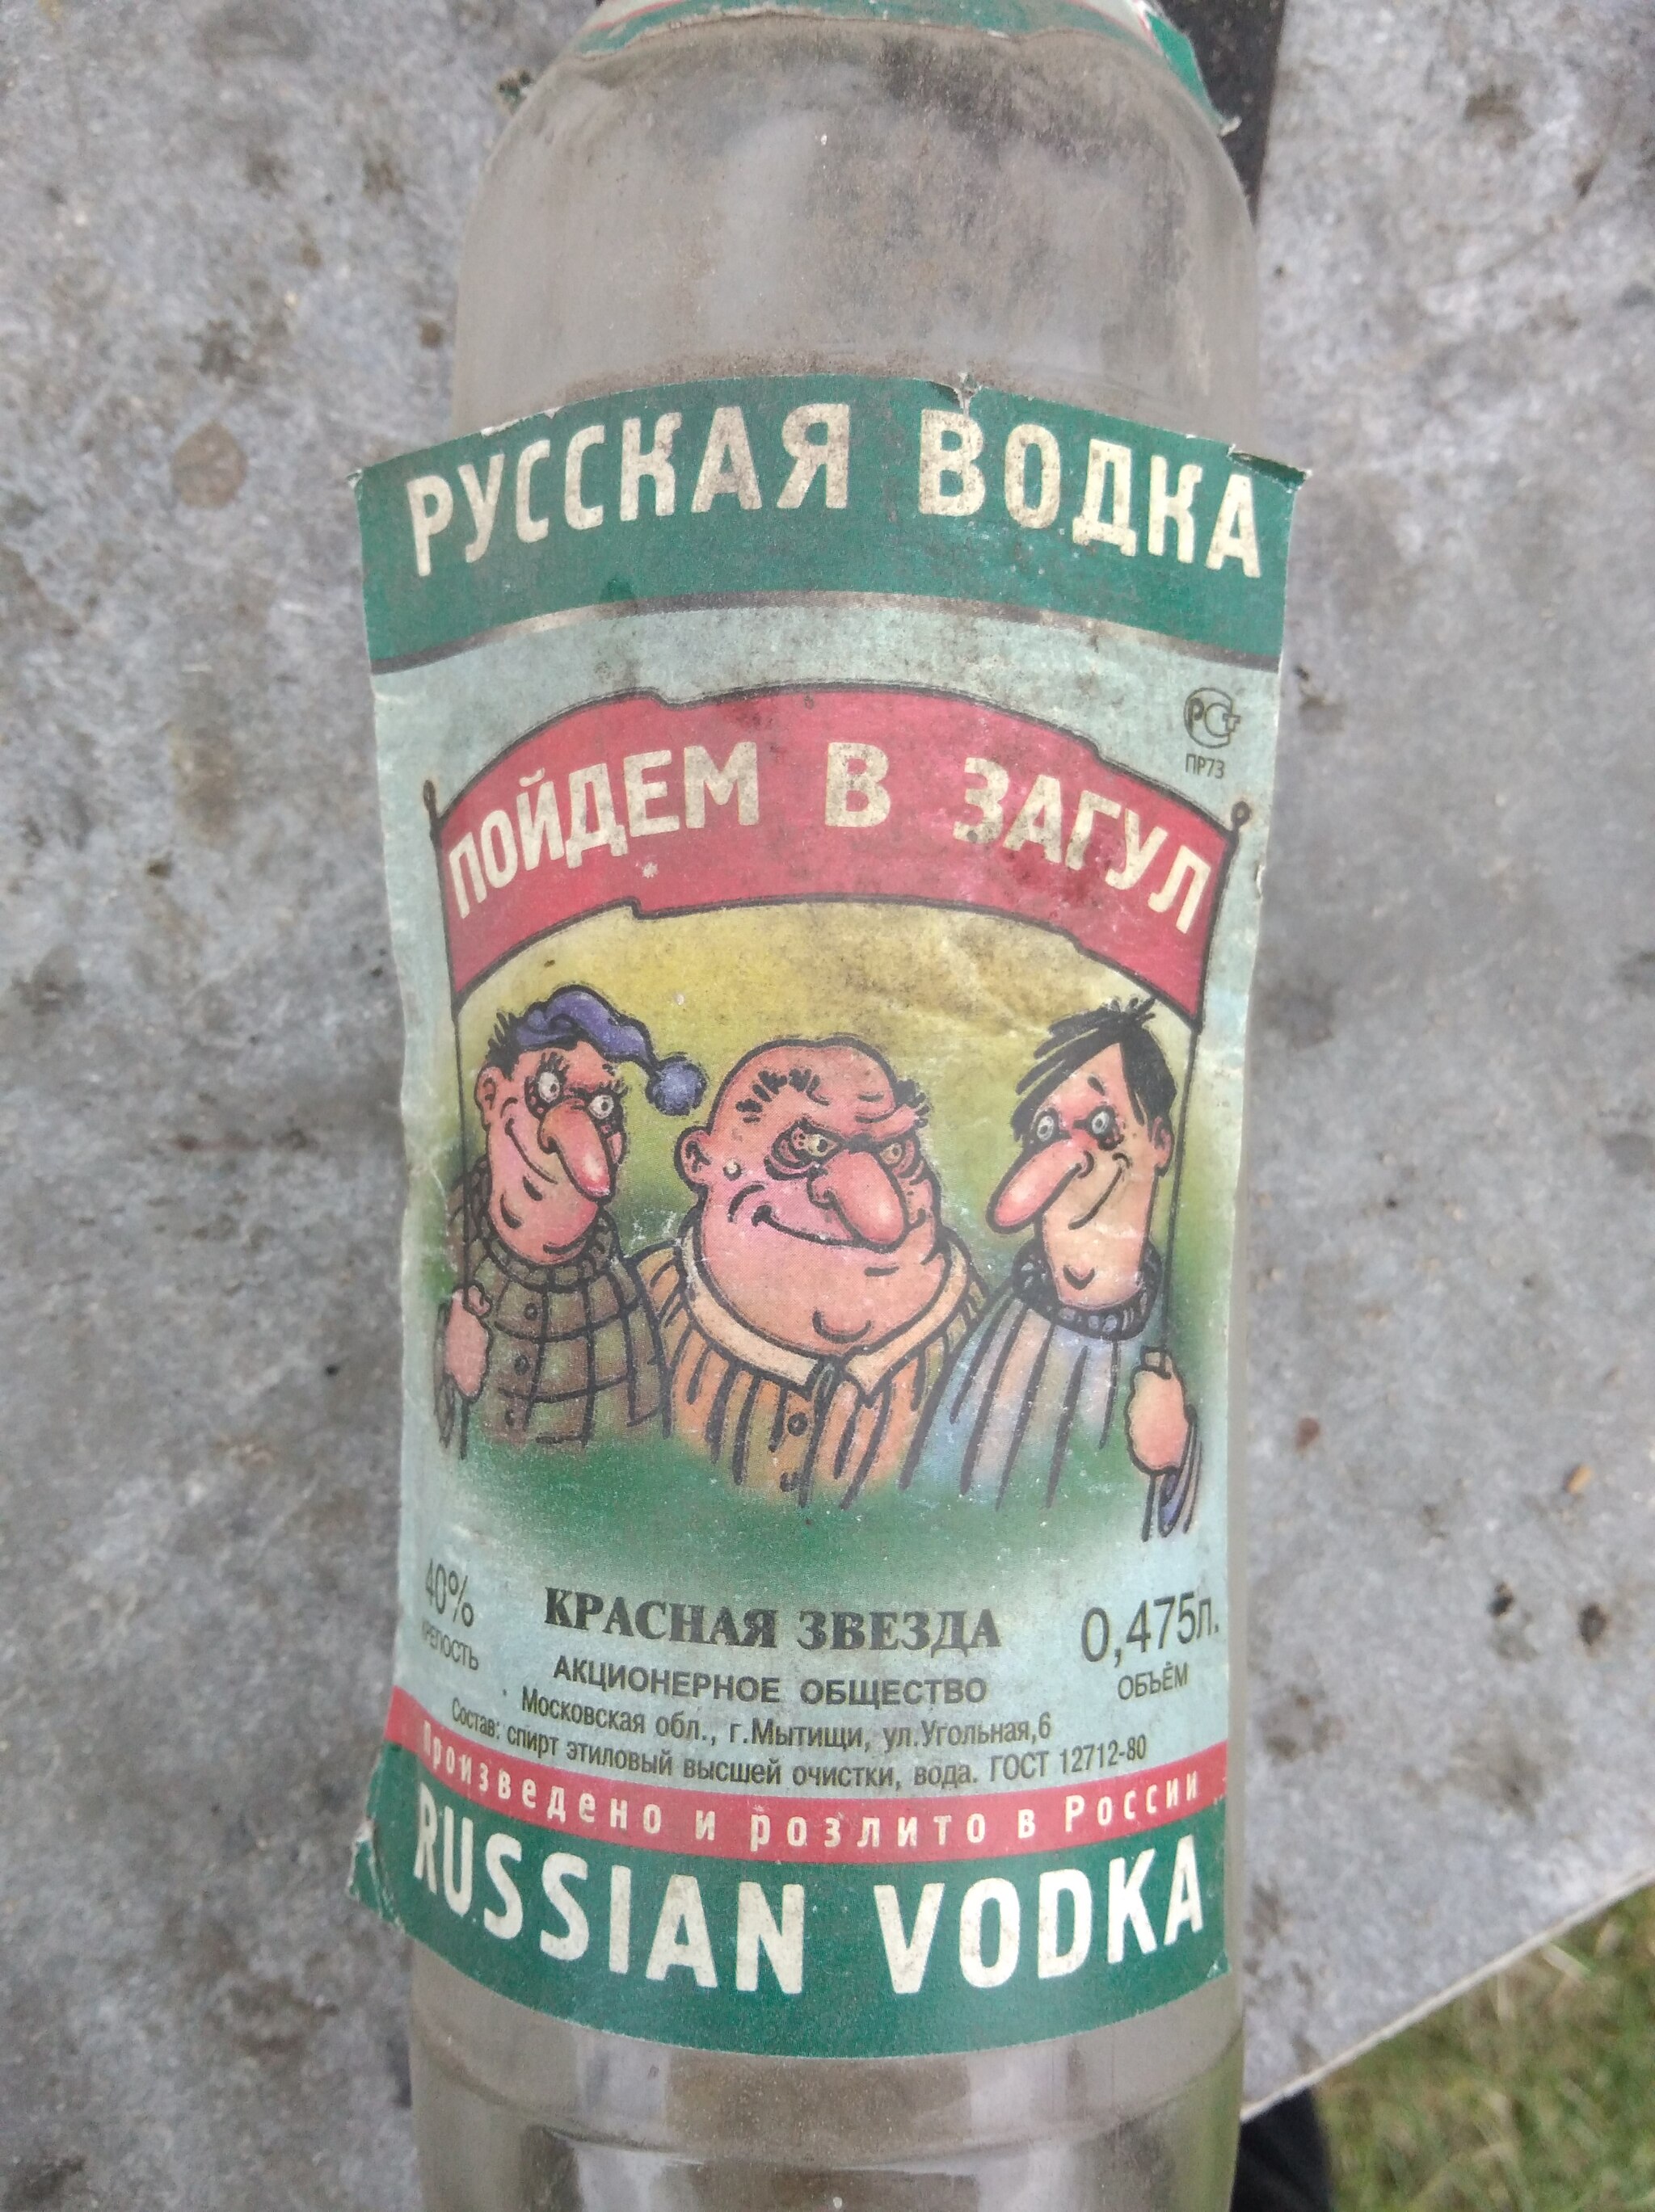 РУССКАЯ ВОДКА
РСТ
ПР73
ПОЙДЕМ В ЗАГУЛ
40%
КРЕПОСТЬ
КРАСНАЯ ЗВЕЗДА
АКЦИОНЕРНОЕ ОБЩЕСТВО
0,475л.
ОБЪЁМ
Московская обл., г.Мытищи, ул.Угольная,6
Состав: спирт этиловый высшей очистки, вода. ГОСТ 12712-80
Произведено и розлито в России
RUSSIAN VODKA